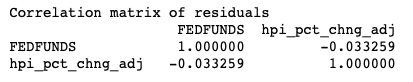 Correlation matrix of residuals
FEDFUNDS hpi_pct_chng_adj
FEDFUNDS 1.000000 -0.033259
hpi_pct_chng_adj -0.033259 1.000000